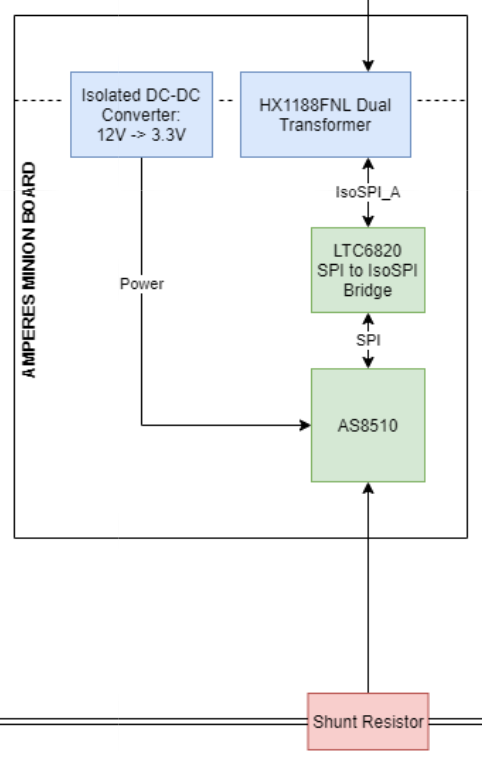 Isolated DC-DC
Converter:
12V -> 3.3V
HX1188FNL Dual
Transformer
IsoSPI_A
LTC6820
SPI to IsoSPI
Bridge
AMPERES MINION BOARD
Power
SPI
AS8510
Shunt Resistor